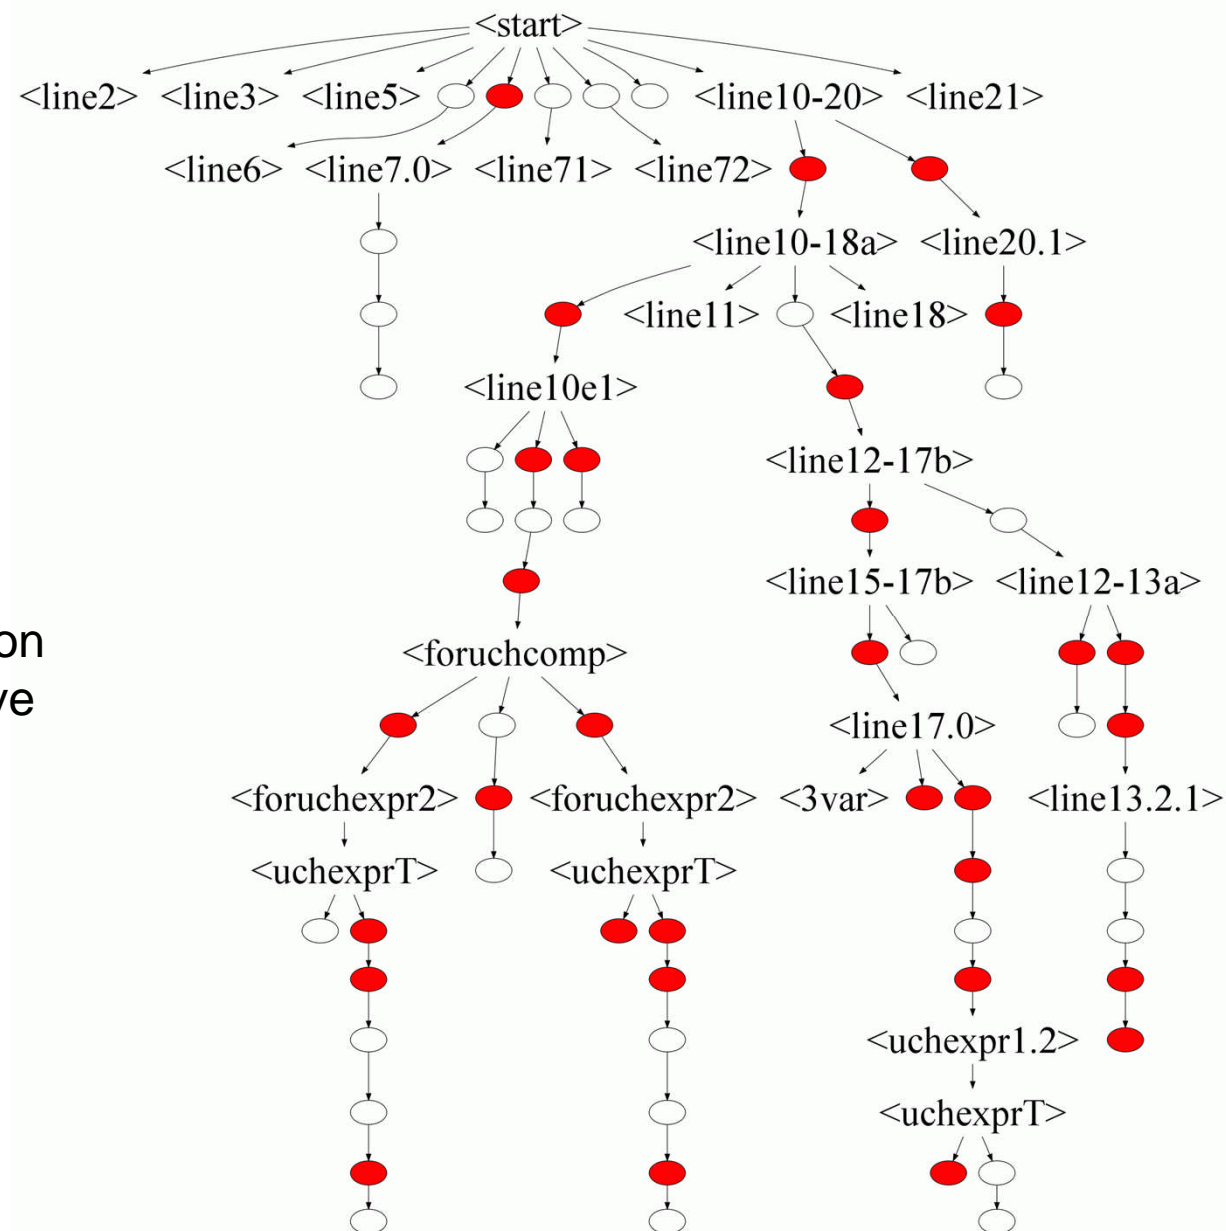 <start>
<line2> <line3> <line5> <line10-20> <line21>
<line6> <line7.0> <line71> <line72>
<line10-18a> <line20.1>
<line11> <line18>
<line10e1>
<line12-17b>
<line15-17b> <line12-13a>
on
<foruchcomp>
ve
<line17.0>
<foruchexpr2> <foruchexpr2> <3var> <line13.2.1>
<uchexprT> <uchexprT>
<uchexpr1.2>
<uchexprT>